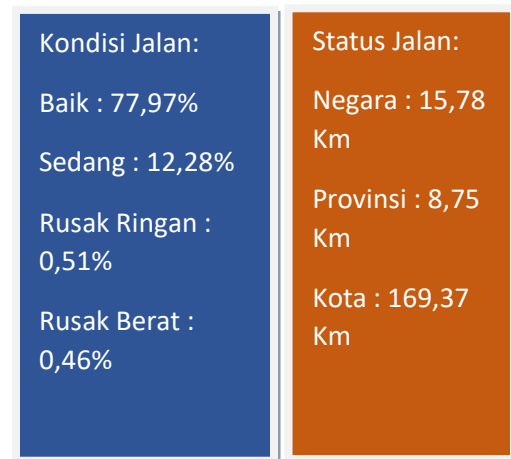 Kondisi Jalan:
Baik : 77,97%
Sedang : 12,28%
Rusak Ringan :
0,51%
Rusak Berat :
0,46%
Status Jalan:
Negara : 15,78
Km
Provinsi : 8,75
Km
Kota : 169,37
Km